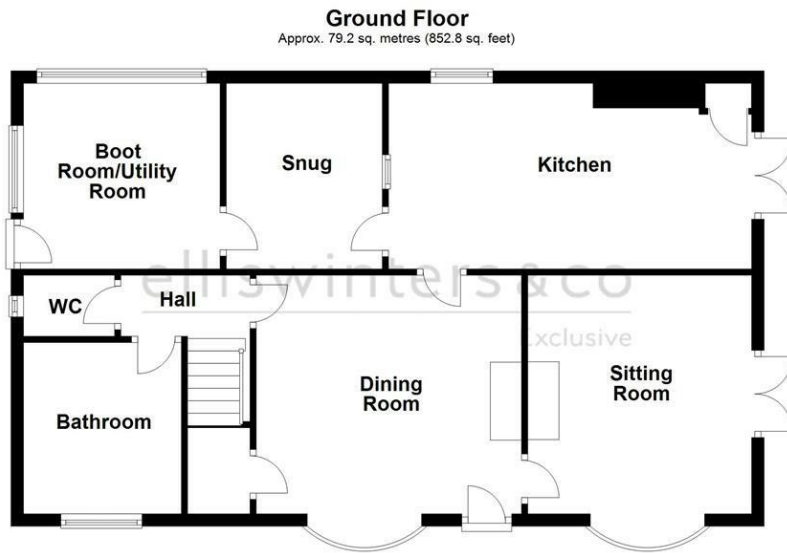 Ground Floor
Approx. 79.2 sq. metres (852.8 sq. feet)
Boot
Room/Utility
Room
Snug
Kitchen
elliswinters&co
Exclusive
WC
Hall
Dining
Room
Sitting
Room
Bathroom